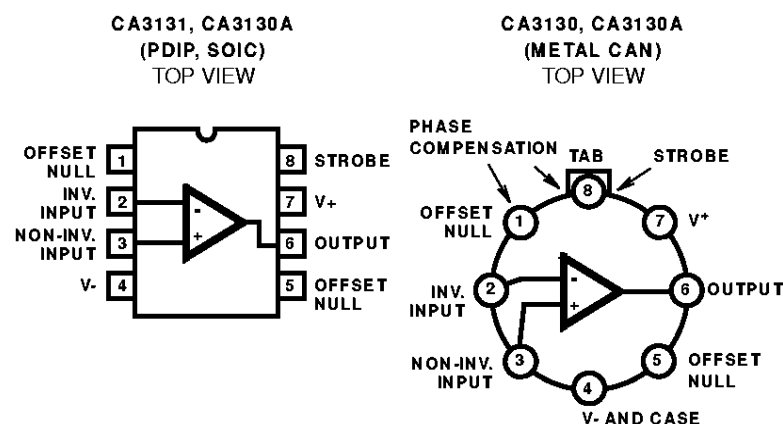 CA3131, CA3130A
(PDIP, SOIC)
TOP VIEW
OFFSET
NULL
1
8
STROBE
INV.
INPUT
2
-
7
V+
NON-INV.
INPUT
3
+
6
OUTPUT
V-
4
5
OFFSET
NULL
CA3130, CA3130A
(METAL CAN)
TOP VIEW
PHASE
COMPENSATION
TAB
STROBE
8
OFFSET
NULL
1
7
V+
INV.
INPUT
2
-
6
OUTPUT
+
NON-INV.
INPUT
3
5
OFFSET
NULL
4
V- AND CASE